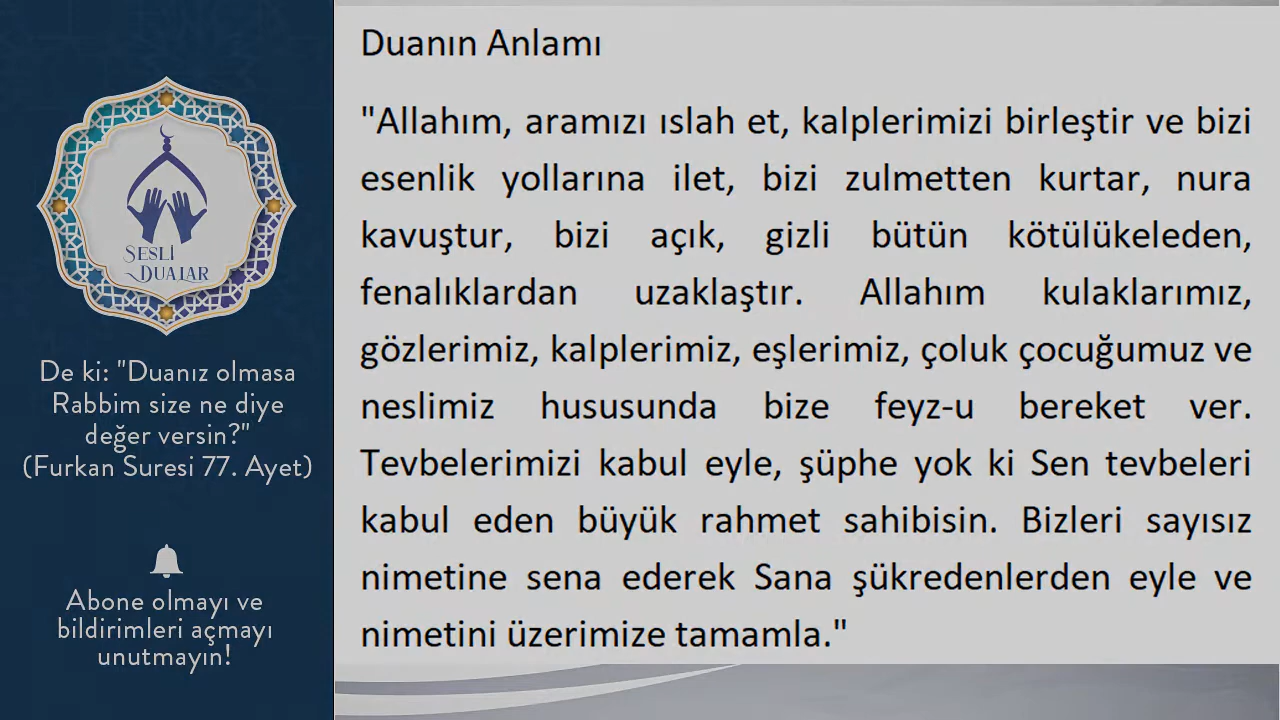 SESLİ
DUALAR
De ki: "Duanız olmasa
Rabbim size ne diye
değer versin?"
(Furkan Suresi 77. Ayet)
Abone olmayı ve
bildirimleri açmayı
unutmayın!
Duanın Anlamı
"Allahım, aramızı ıslah et, kalplerimizi birleştir ve bizi
esenlik yollarına ilet, bizi zulmetten kurtar, nura
kavuştur, bizi açık, gizli bütün kötülükeleden,
fenalıklardan uzaklaştır. Allahım kulaklarımız,
gözlerimiz, kalplerimiz, eşlerimiz, çoluk çocuğumuz ve
neslimiz hususunda bize feyz-u bereket ver.
Tevbelerimizi kabul eyle, şüphe yok ki Sen tevbeleri
kabul eden büyük rahmet sahibisin. Bizleri sayısız
nimetine sena ederek Sana şükredenlerden eyle ve
nimetini üzerimize tamamla."